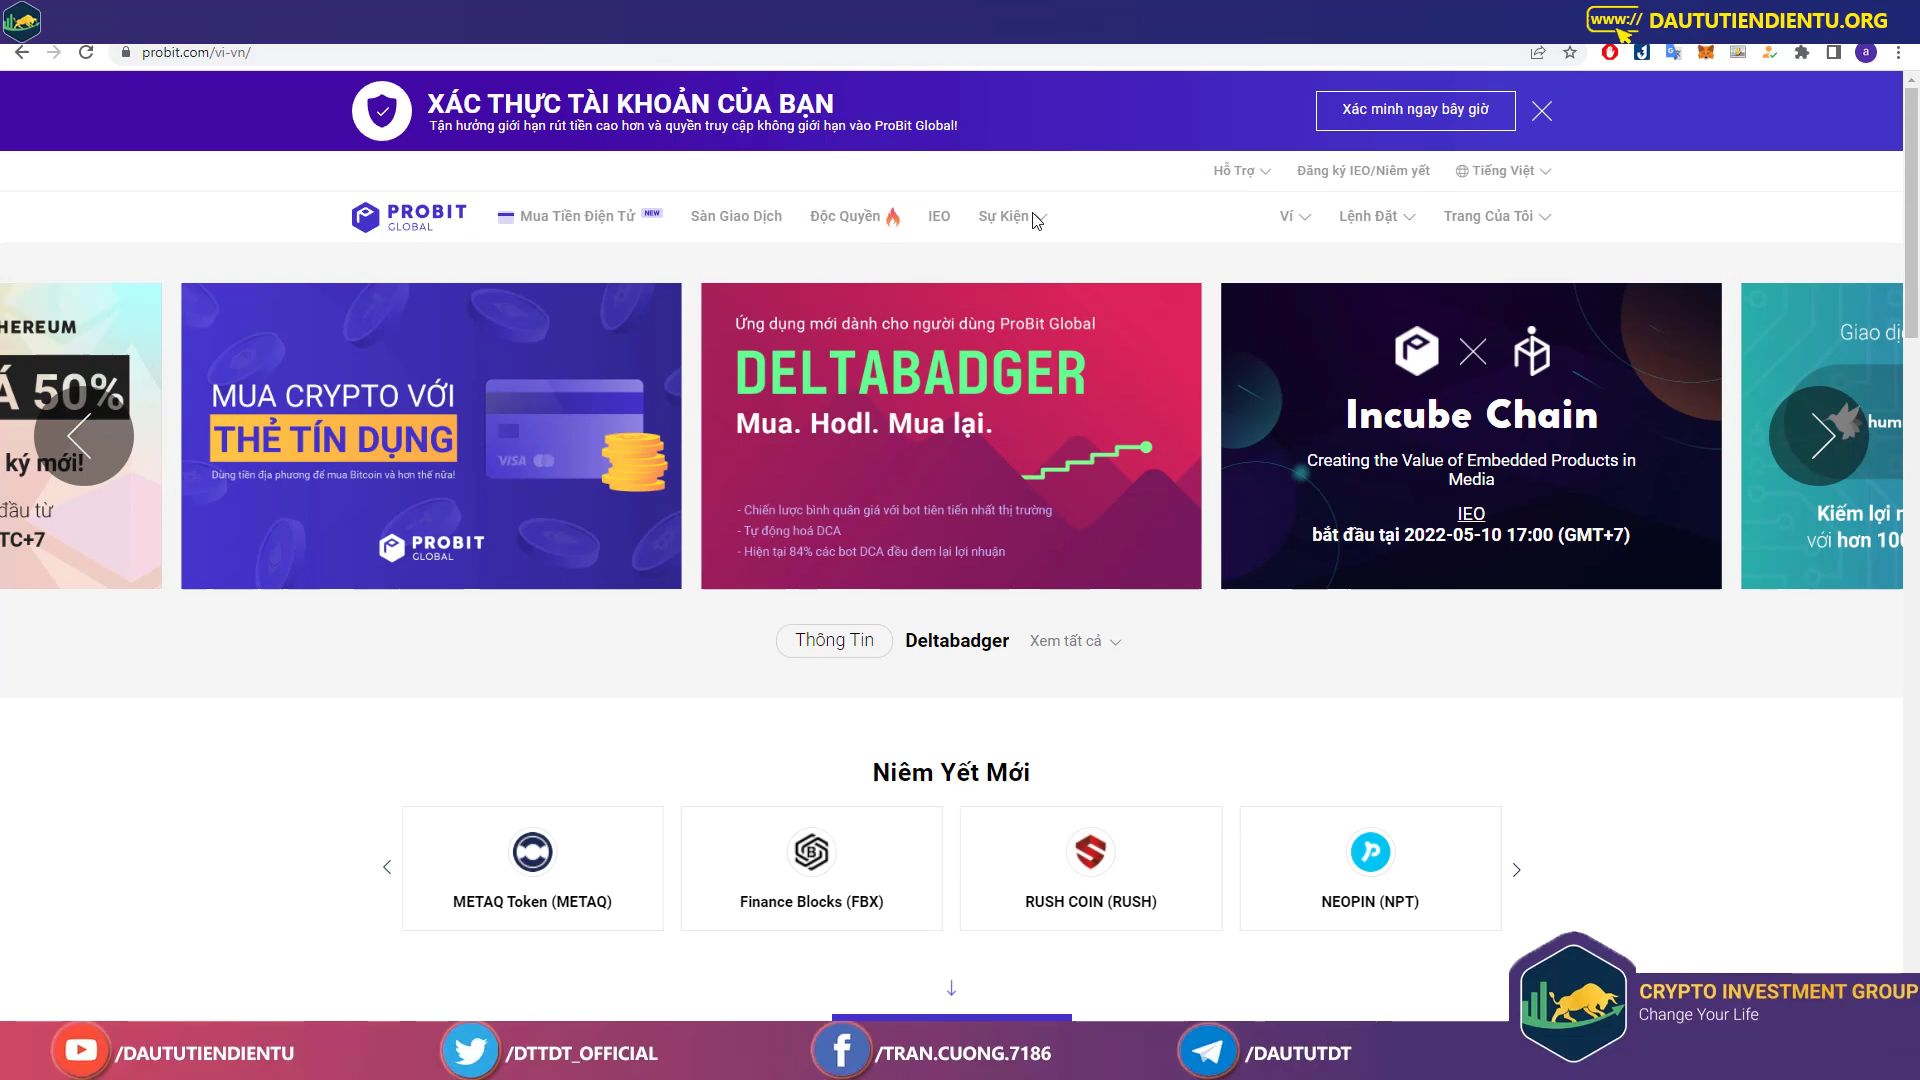 www:// DAUTUTIENDIENTU.ORG
probit.com/vi-vn/
a
XÁC THỰC TÀI KHOẢN CỦA BẠN
Tận hưởng giới hạn rút tiền cao hơn và quyền truy cập không giới hạn vào ProBit Global!
Xác minh ngay bây giờ
Hỗ Trợ Đăng ký IEO/Niêm yết Tiếng Việt
PROBIT GLOBAL
Mua Tiền Điện Tử NEW Sàn Giao Dịch Độc Quyền IEO Sự Kiện Ví Lệnh Đặt Trang Của Tôi
HEREUM
Á 50%
ký mới!
đầu từ
TC+7
MUA CRYPTO VỚI
THẺ TÍN DỤNG
Dùng tiền địa phương để mua Bitcoin và hơn thế nữa!
VISA
PROBIT
GLOBAL
Ứng dụng mới dành cho người dùng ProBit Global
DELTABADGER
Mua. Hodl. Mua lại.
- Chiến lược bình quân giá với bot tiên tiến nhất thị trường
- Tự động hoá DCA
- Hiện tại 84% các bot DCA đều đem lại lợi nhuận
Incube Chain
Creating the Value of Embedded Products in
Media
IEO
bắt đầu tại 2022-05-10 17:00 (GMT+7)
Giao dị
hum
Kiếm lợi n
với hơn 100
Thông Tin Deltabadger Xem tất cả
Niêm Yết Mới
METAQ Token (METAQ)
Finance Blocks (FBX)
RUSH COIN (RUSH)
NEOPIN (NPT)
CRYPTO INVESTMENT GROUP
Change Your Life
/DAUTUTIENDIENTU
/DTTDT_OFFICIAL
/TRAN.CUONG.7186
/DAUTUTDT